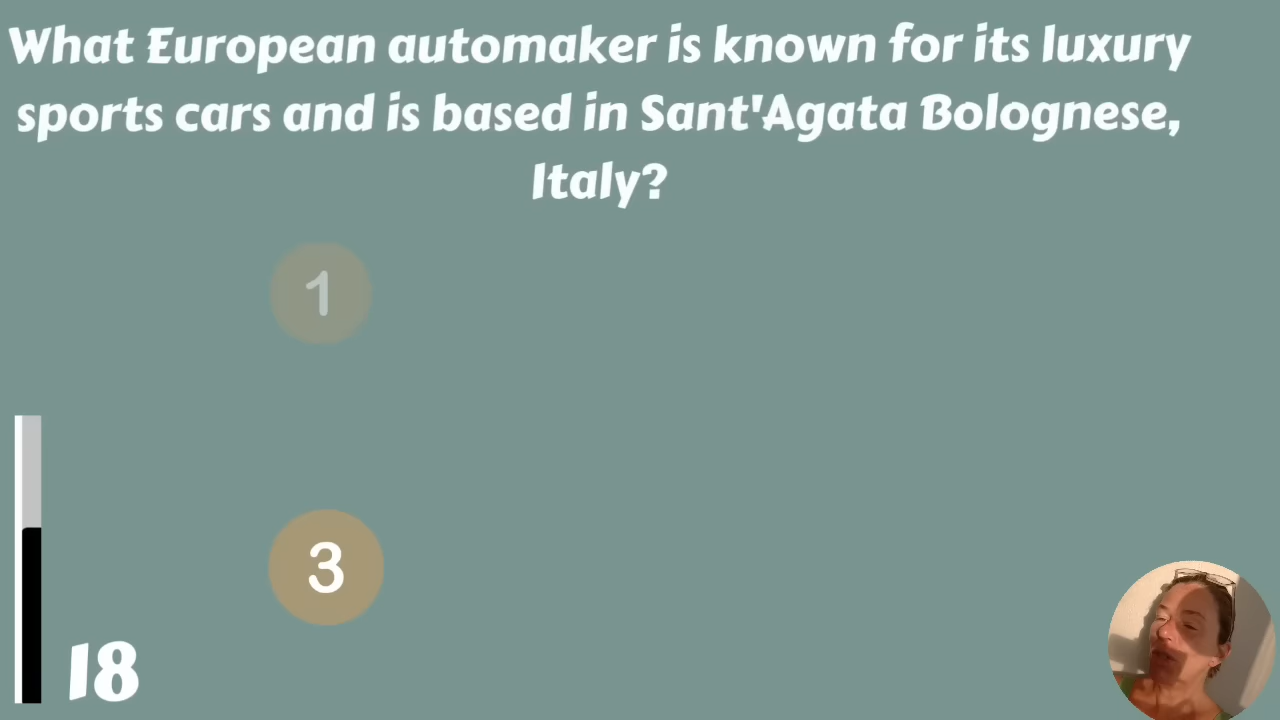 What European automaker is known for its luxury
sports cars and is based in Sant'Agata Bolognese,
Italy?
1
3
18